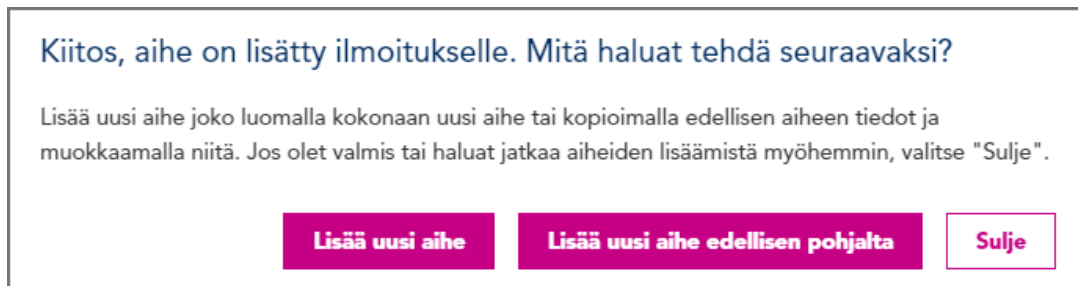 Kiitos, aihe on lisätty ilmoitukselle. Mitä haluat tehdä seuraavaksi?
Lisää uusi aihe joko luomalla kokonaan uusi aihe tai kopioimalla edellisen aiheen tiedot ja
muokkaamalla niitä. Jos olet valmis tai haluat jatkaa aiheiden lisäämistä myöhemmin, valitse "Sulje".
Lisää uusi aihe Lisää uusi aihe edellisen pohjalta Sulje